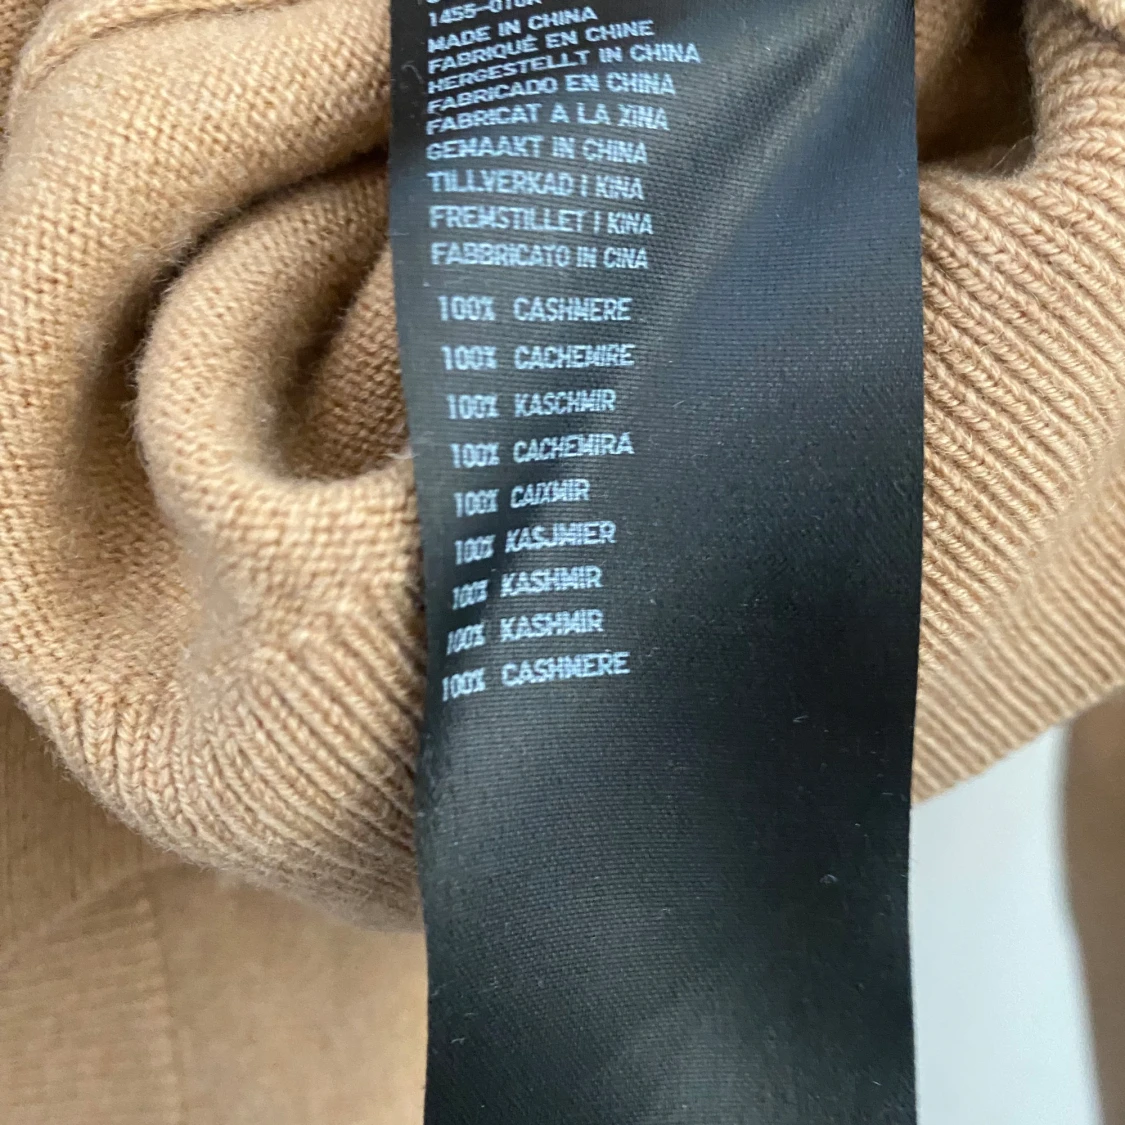 MADE IN CHINA
FABRIQUÉ EN CHINE
HERGESTELLT IN CHINA
FABRICADO EN CHINA
FABRICAT A LA XINA
GEMAAKT IN CHINA
TILLVERKAD I KINA
FREMSTILLET I KINA
FABBRICATO IN CINA
100% CASHMERE
100% CACHEMIRE
100% KASCHMIR
100% CACHEMIRA
100% CAIXMIR
100% KASJMIER
100% KASHMIR
100% KASHMIR
100% CASHMERE